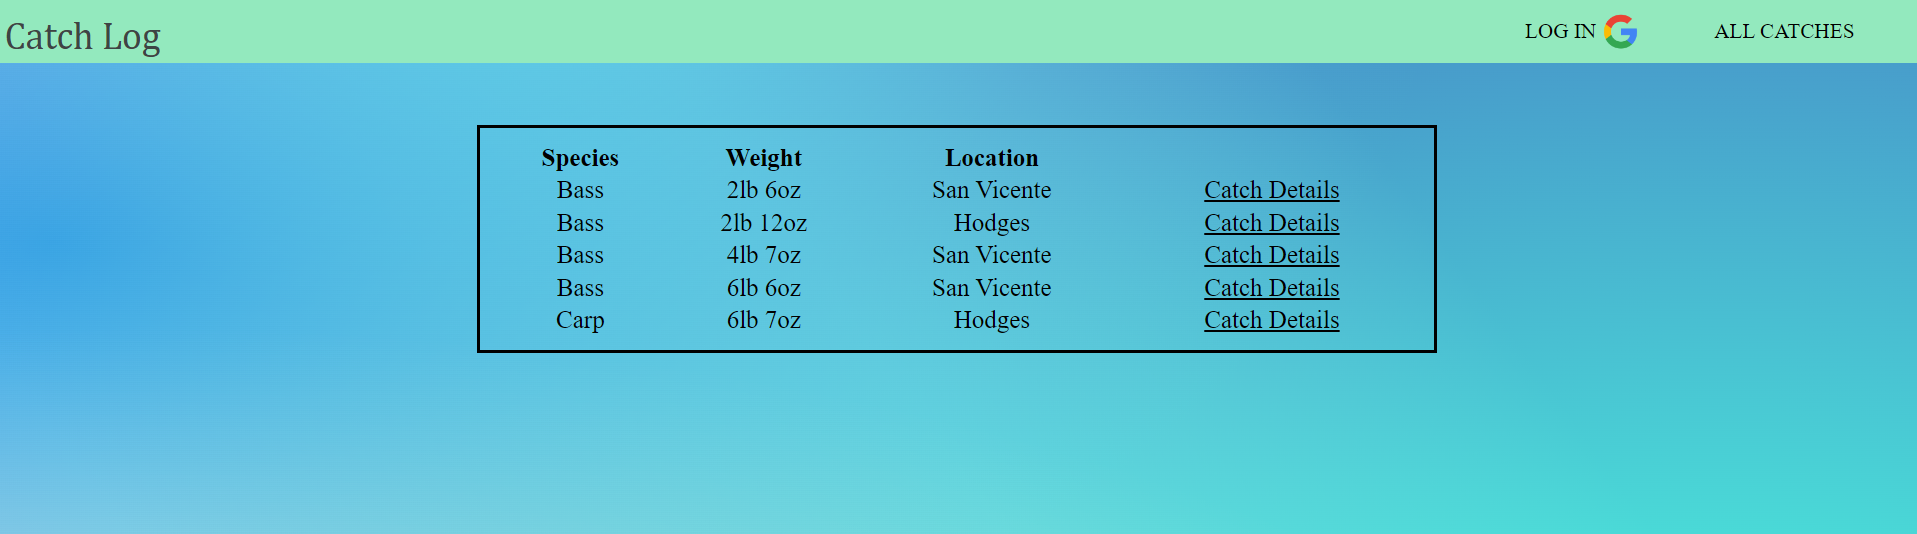 Catch Log LOG IN ALL CATCHES
Species Weight Location
Bass 2lb 6oz San Vicente Catch Details
Bass 2lb 12oz Hodges Catch Details
Bass 4lb 7oz San Vicente Catch Details
Bass 6lb 6oz San Vicente Catch Details
Carp 6lb 7oz Hodges Catch Details